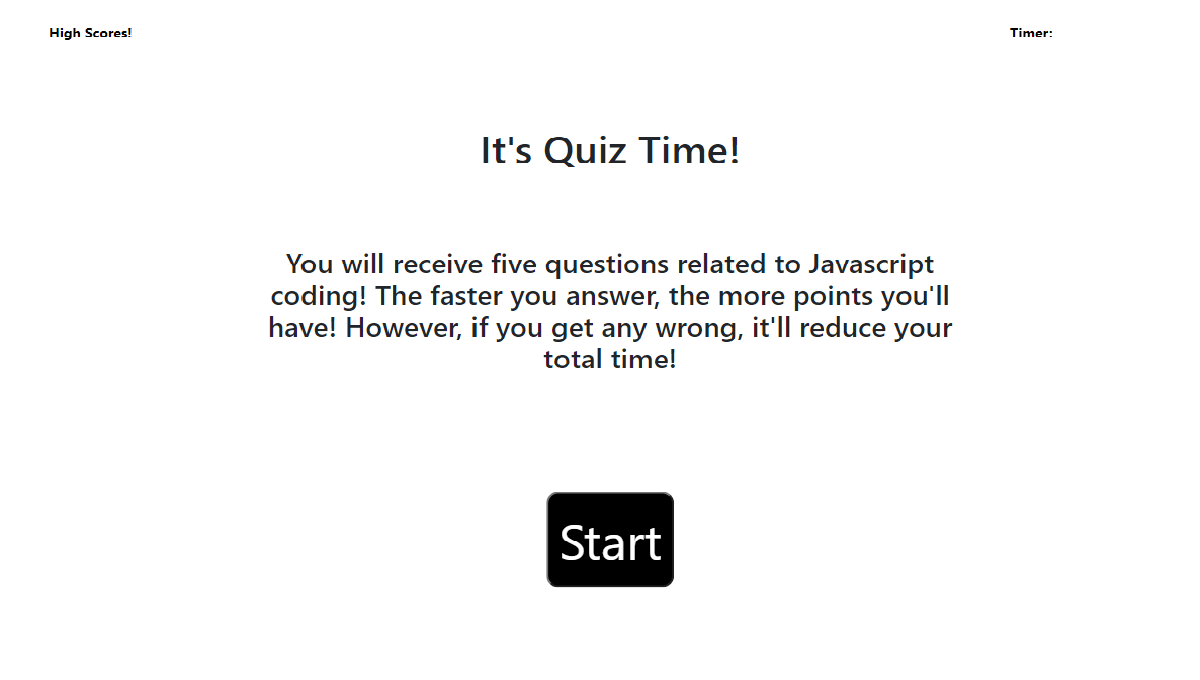 High Scores!
Timer:
It's Quiz Time!
You will receive five questions related to Javascript
coding! The faster you answer, the more points you'll
have! However, if you get any wrong, it'll reduce your
total time!
Start